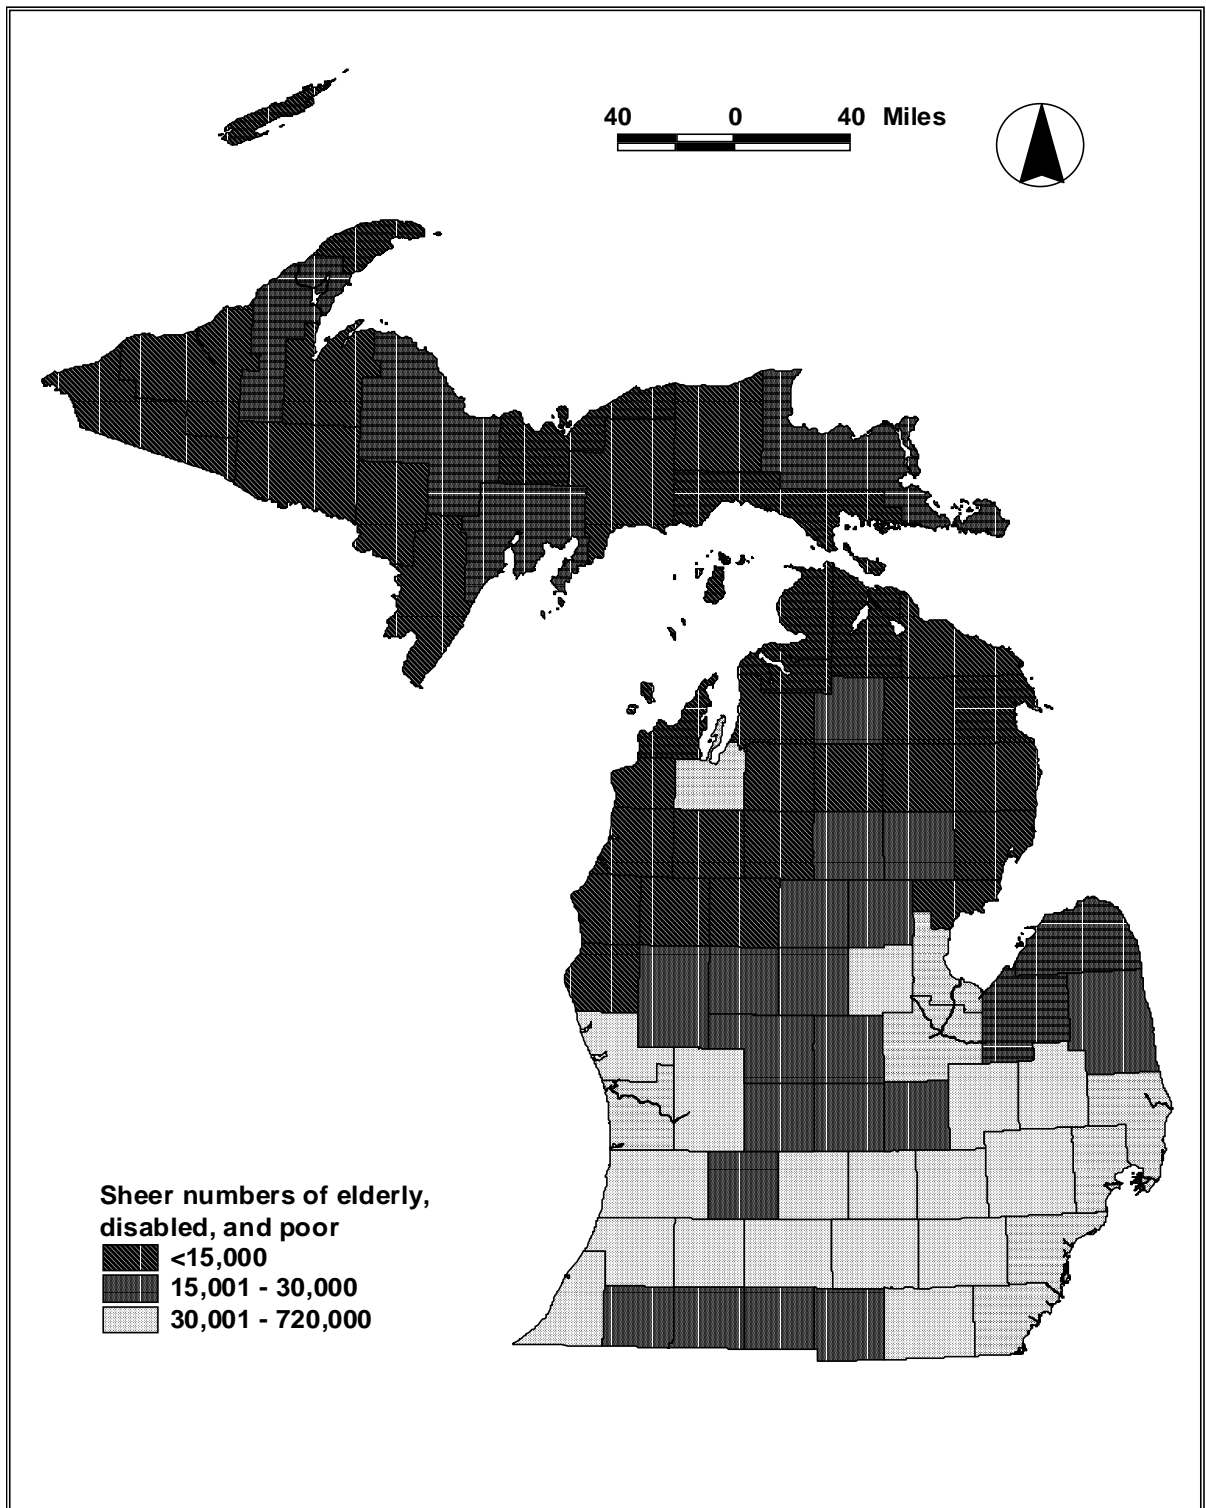 40 0 40 Miles
Sheer numbers of elderly,
disabled, and poor
<15,000
15,001 - 30,000
30,001 - 720,000